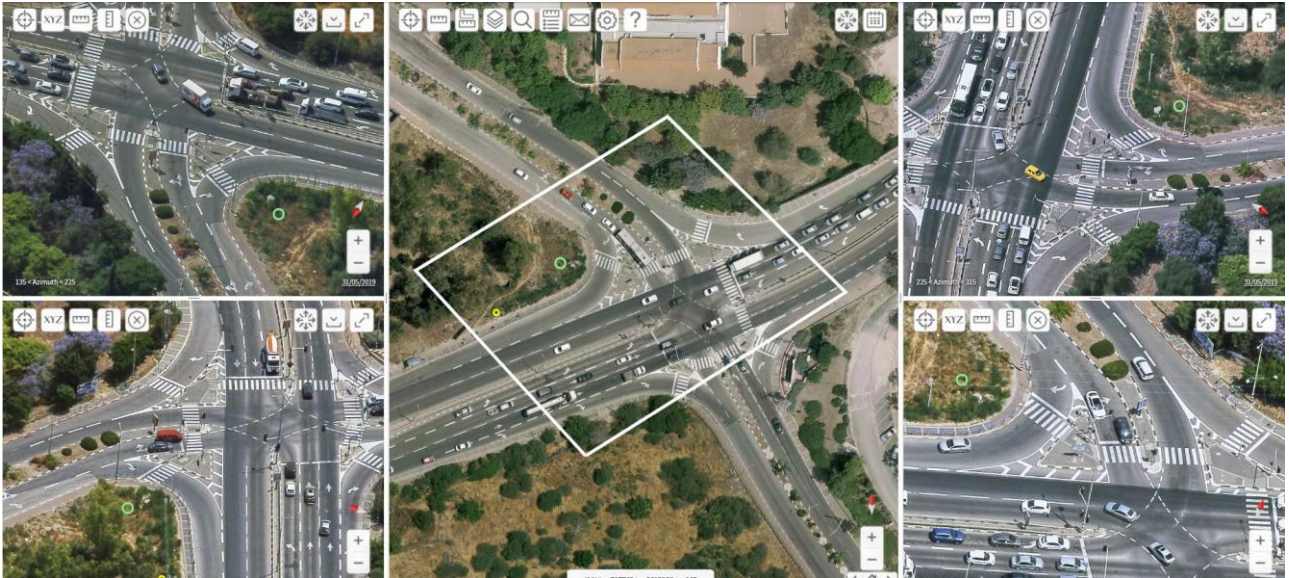 XYZ
135 < Azimuth < 225
31/05/2019
+
−
?
+
−
XYZ
225 < Azimuth < 315
31/05/2019
+
−
XYZ
+
−
XYZ
+
−